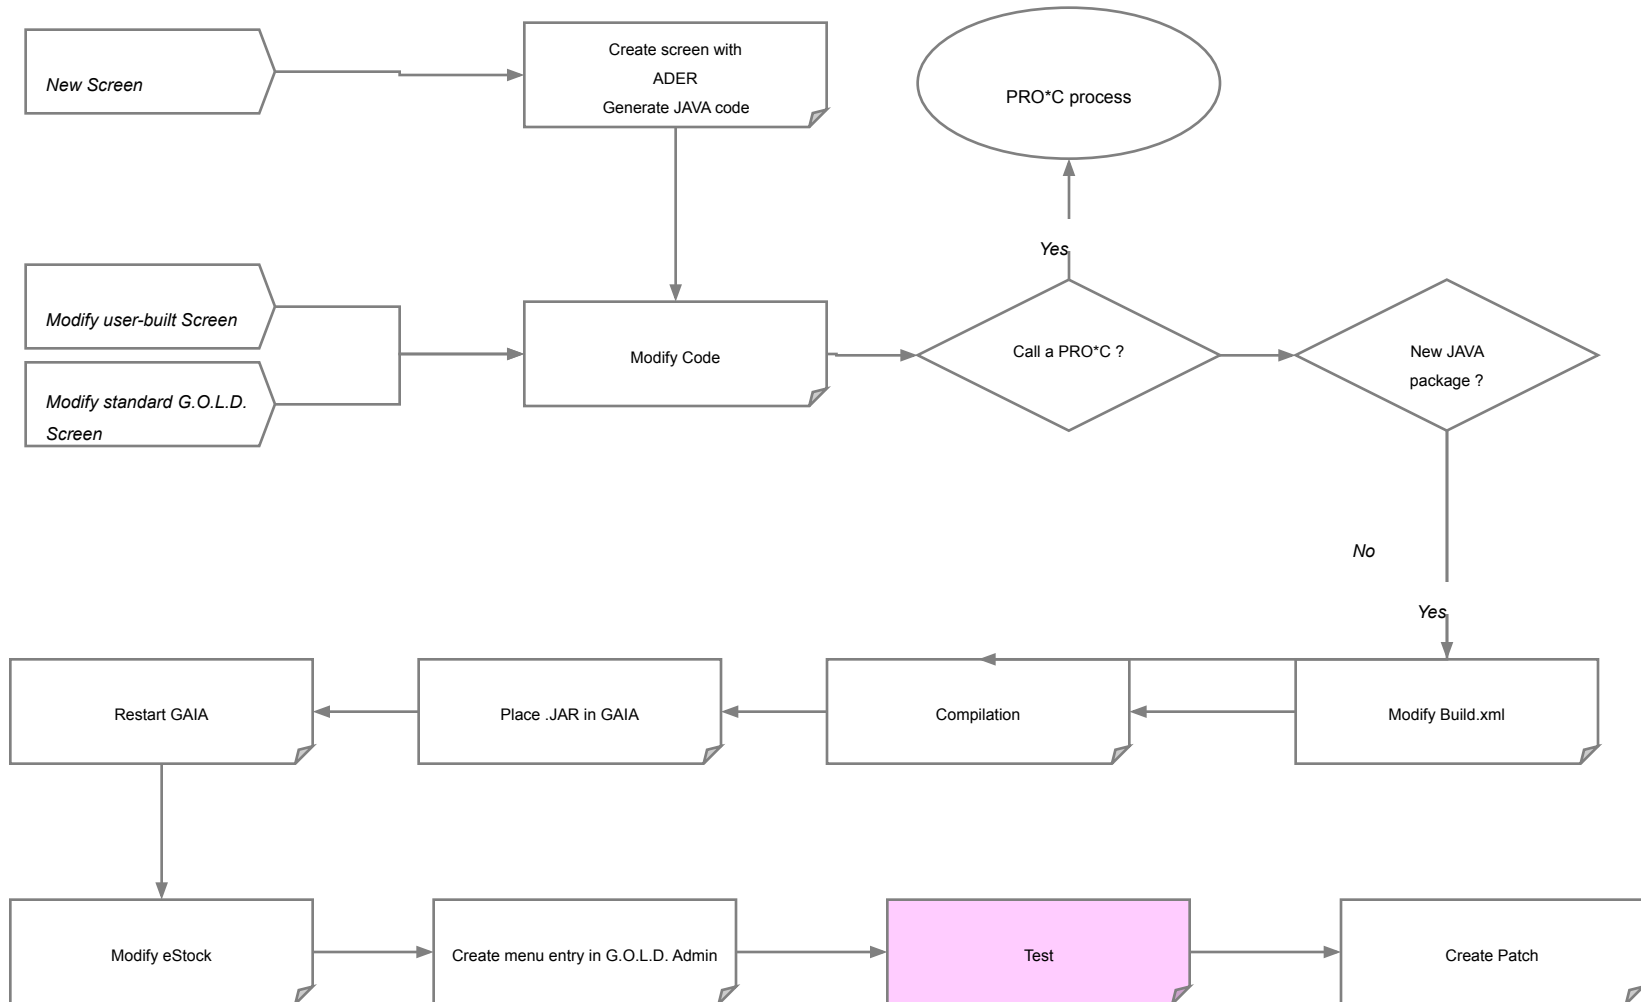 New Screen
Create screen with
ADER
Generate JAVA code
PRO*C process
Yes
Modify user-built Screen
Modify standard G.O.L.D.
Screen
Modify Code
Call a PRO*C ?
New JAVA
package ?
No
Yes
Restart GAIA
Place .JAR in GAIA
Compilation
Modify Build.xml
Modify eStock
Create menu entry in G.O.L.D. Admin
Test
Create Patch